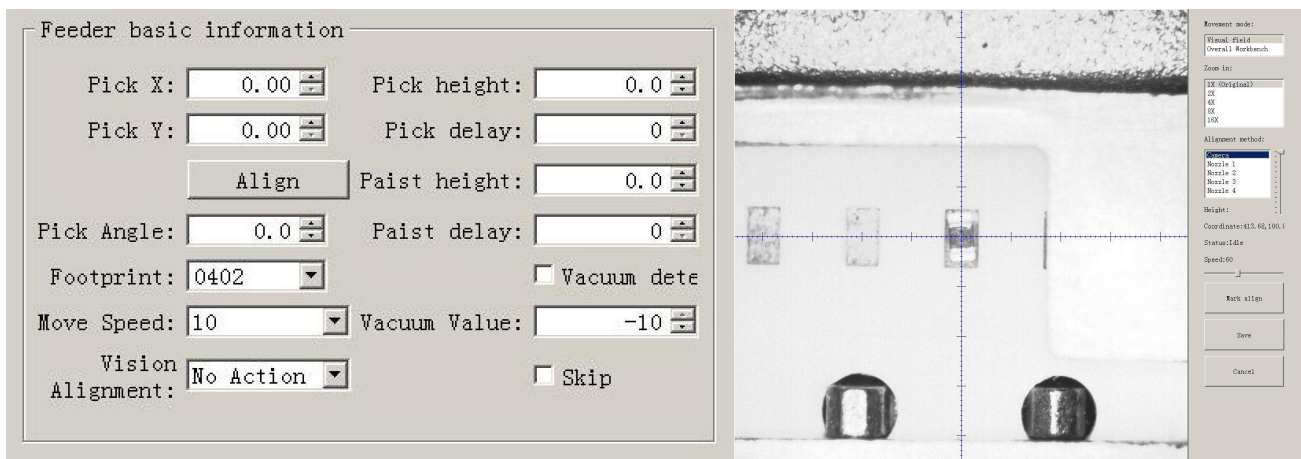 Feeder basic information
Pick X: 0.00 Pick height: 0.0
Pick Y: 0.00 Pick delay: 0
Align Paist height: 0.0
Pick Angle: 0.0 Paist delay: 0
Footprint: 0402 Vacuum dete
Move Speed: 10 Vacuum Value: -10
Vision
Alignment: No Action Skip
Movement mode:
Visual field
Overall Workbench
Zoom in:
1X (Original)
2X
4X
8X
16X
Alignment method:
Camera
Nozzle 1
Nozzle 2
Nozzle 3
Nozzle 4
Height:
Coordinate:413.68,100.
Status:Idle
Speed:60
Mark align
Save
Cancel